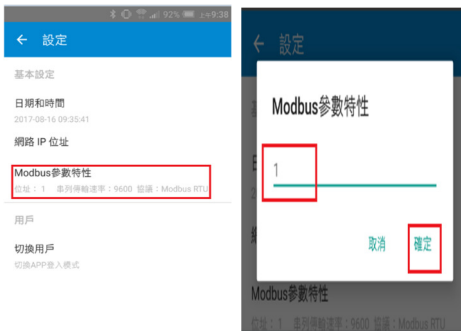 92% 上午9:38
← 設定
基本設定
日期和時間
2017-08-16 09:35:41
網路 IP 位址
Modbus參數特性
位址：1 串列傳輸速率：9600 協議：Modbus RTU
用戶
切換用戶
切換APP登入模式
← 設定
Modbus參數特性
1
取消 確定
Modbus參數特性
位址：1 串列傳輸速率：9600 協議：Modbus RTU